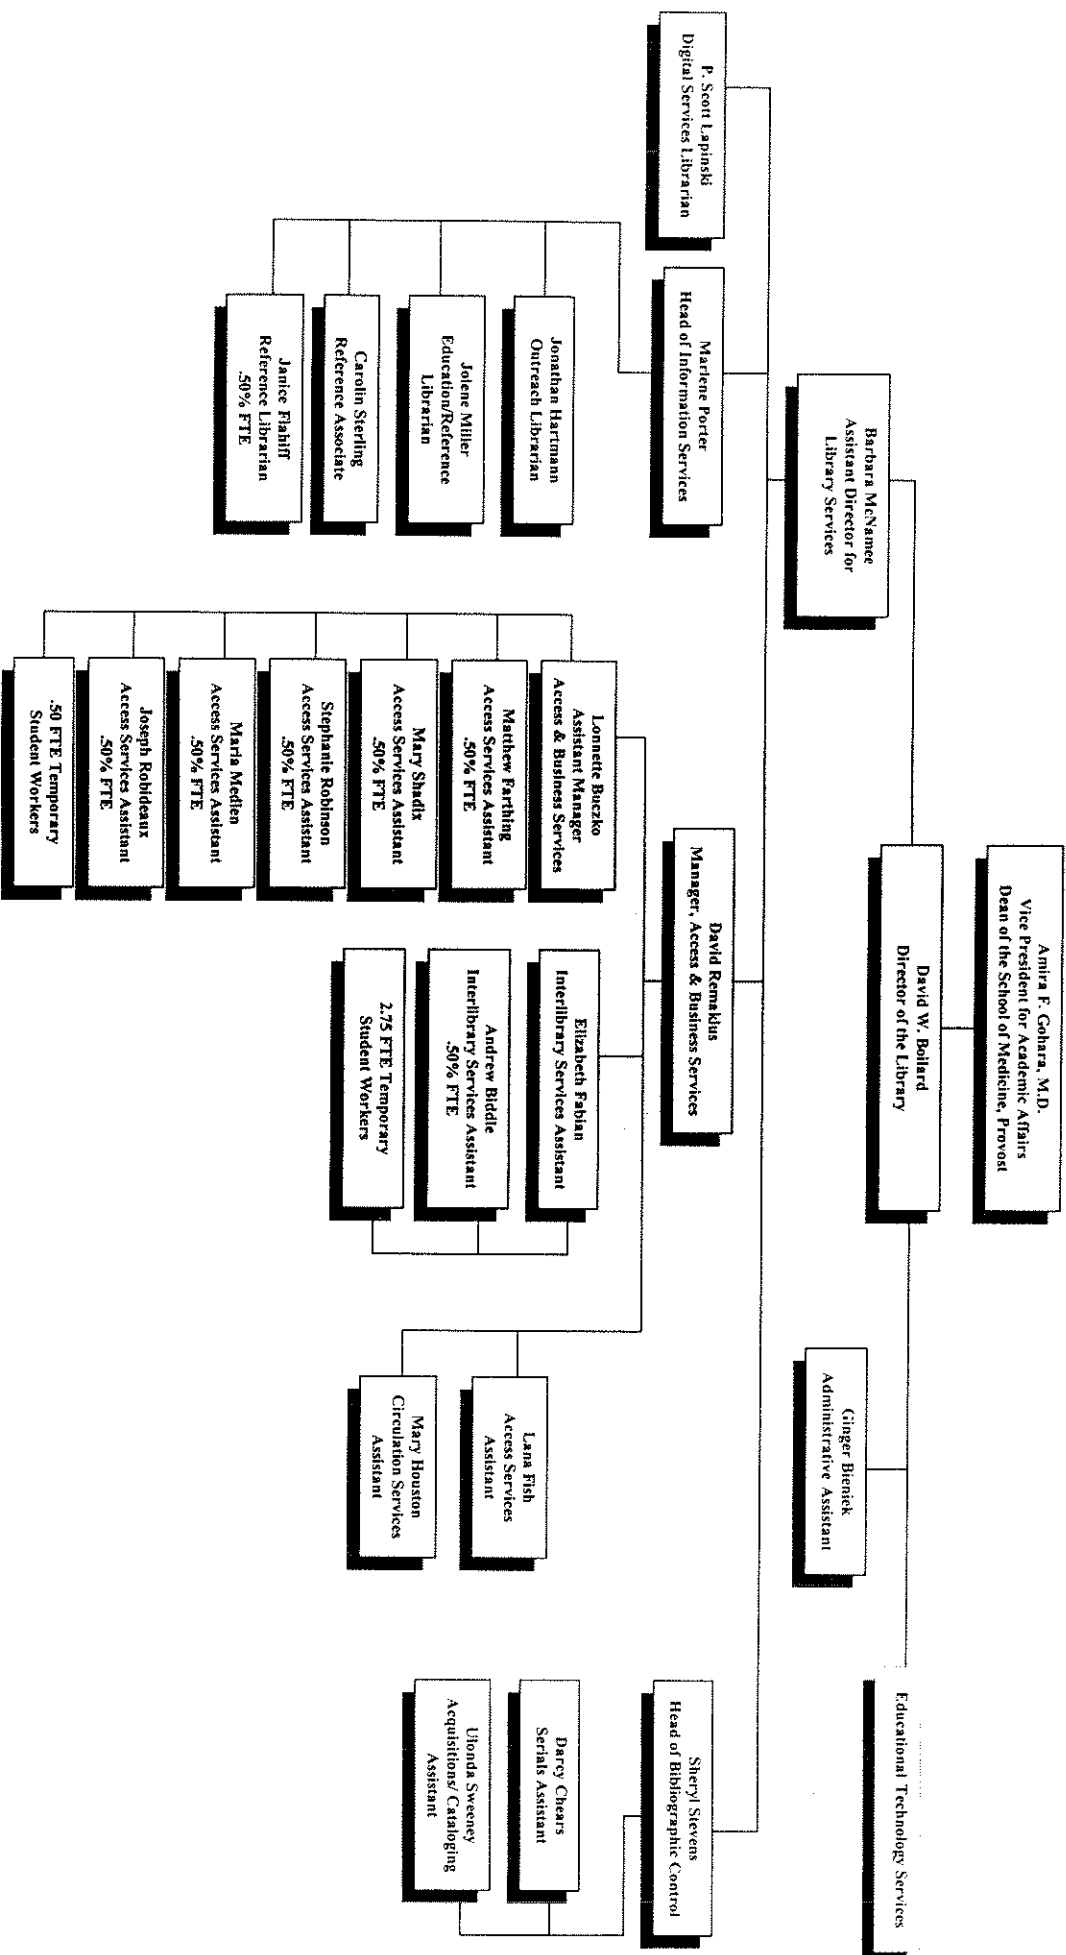 Amira F. Gohara, M.D.
Vice President for Academic Affairs
Dean of the School of Medicine, Provost
David W. Boilard
Director of the Library
Barbara McNamee
Assistant Director for
Library Services
Ginger Bienick
Administrative Assistant
Educational Technology Services
P. Scott Lapinski
Digital Services Librarian
Marlene Porter
Head of Information Services
David Remaklus
Manager, Access & Business Services
Sheryl Stevens
Head of Bibliographic Control
Jonathan Hartmann
Outreach Librarian
Jolene Miller
Education/Reference
Librarian
Carolin Sterling
Reference Associate
Janice Flahiff
Reference Librarian
.50% FTE
Lonnette Buczko
Assistant Manager
Access & Business Services
Matthew Farthing
Access Services Assistant
.50% FTE
Mary Shadix
Access Services Assistant
.50% FTE
Stephanie Robinson
Access Services Assistant
.50% FTE
Maria Medien
Access Services Assistant
.50% FTE
Joseph Robideaux
Access Services Assistant
.50% FTE
.50 FTE Temporary
Student Workers
Elizabeth Fabian
Interlibrary Services Assistant
Andrew Biddle
Interlibrary Services Assistant
.50% FTE
2.75 FTE Temporary
Student Workers
Lana Fish
Access Services
Assistant
Mary Houston
Circulation Services
Assistant
Darcy Chears
Serials Assistant
Ulonda Sweeney
Acquisitions/ Cataloging
Assistant